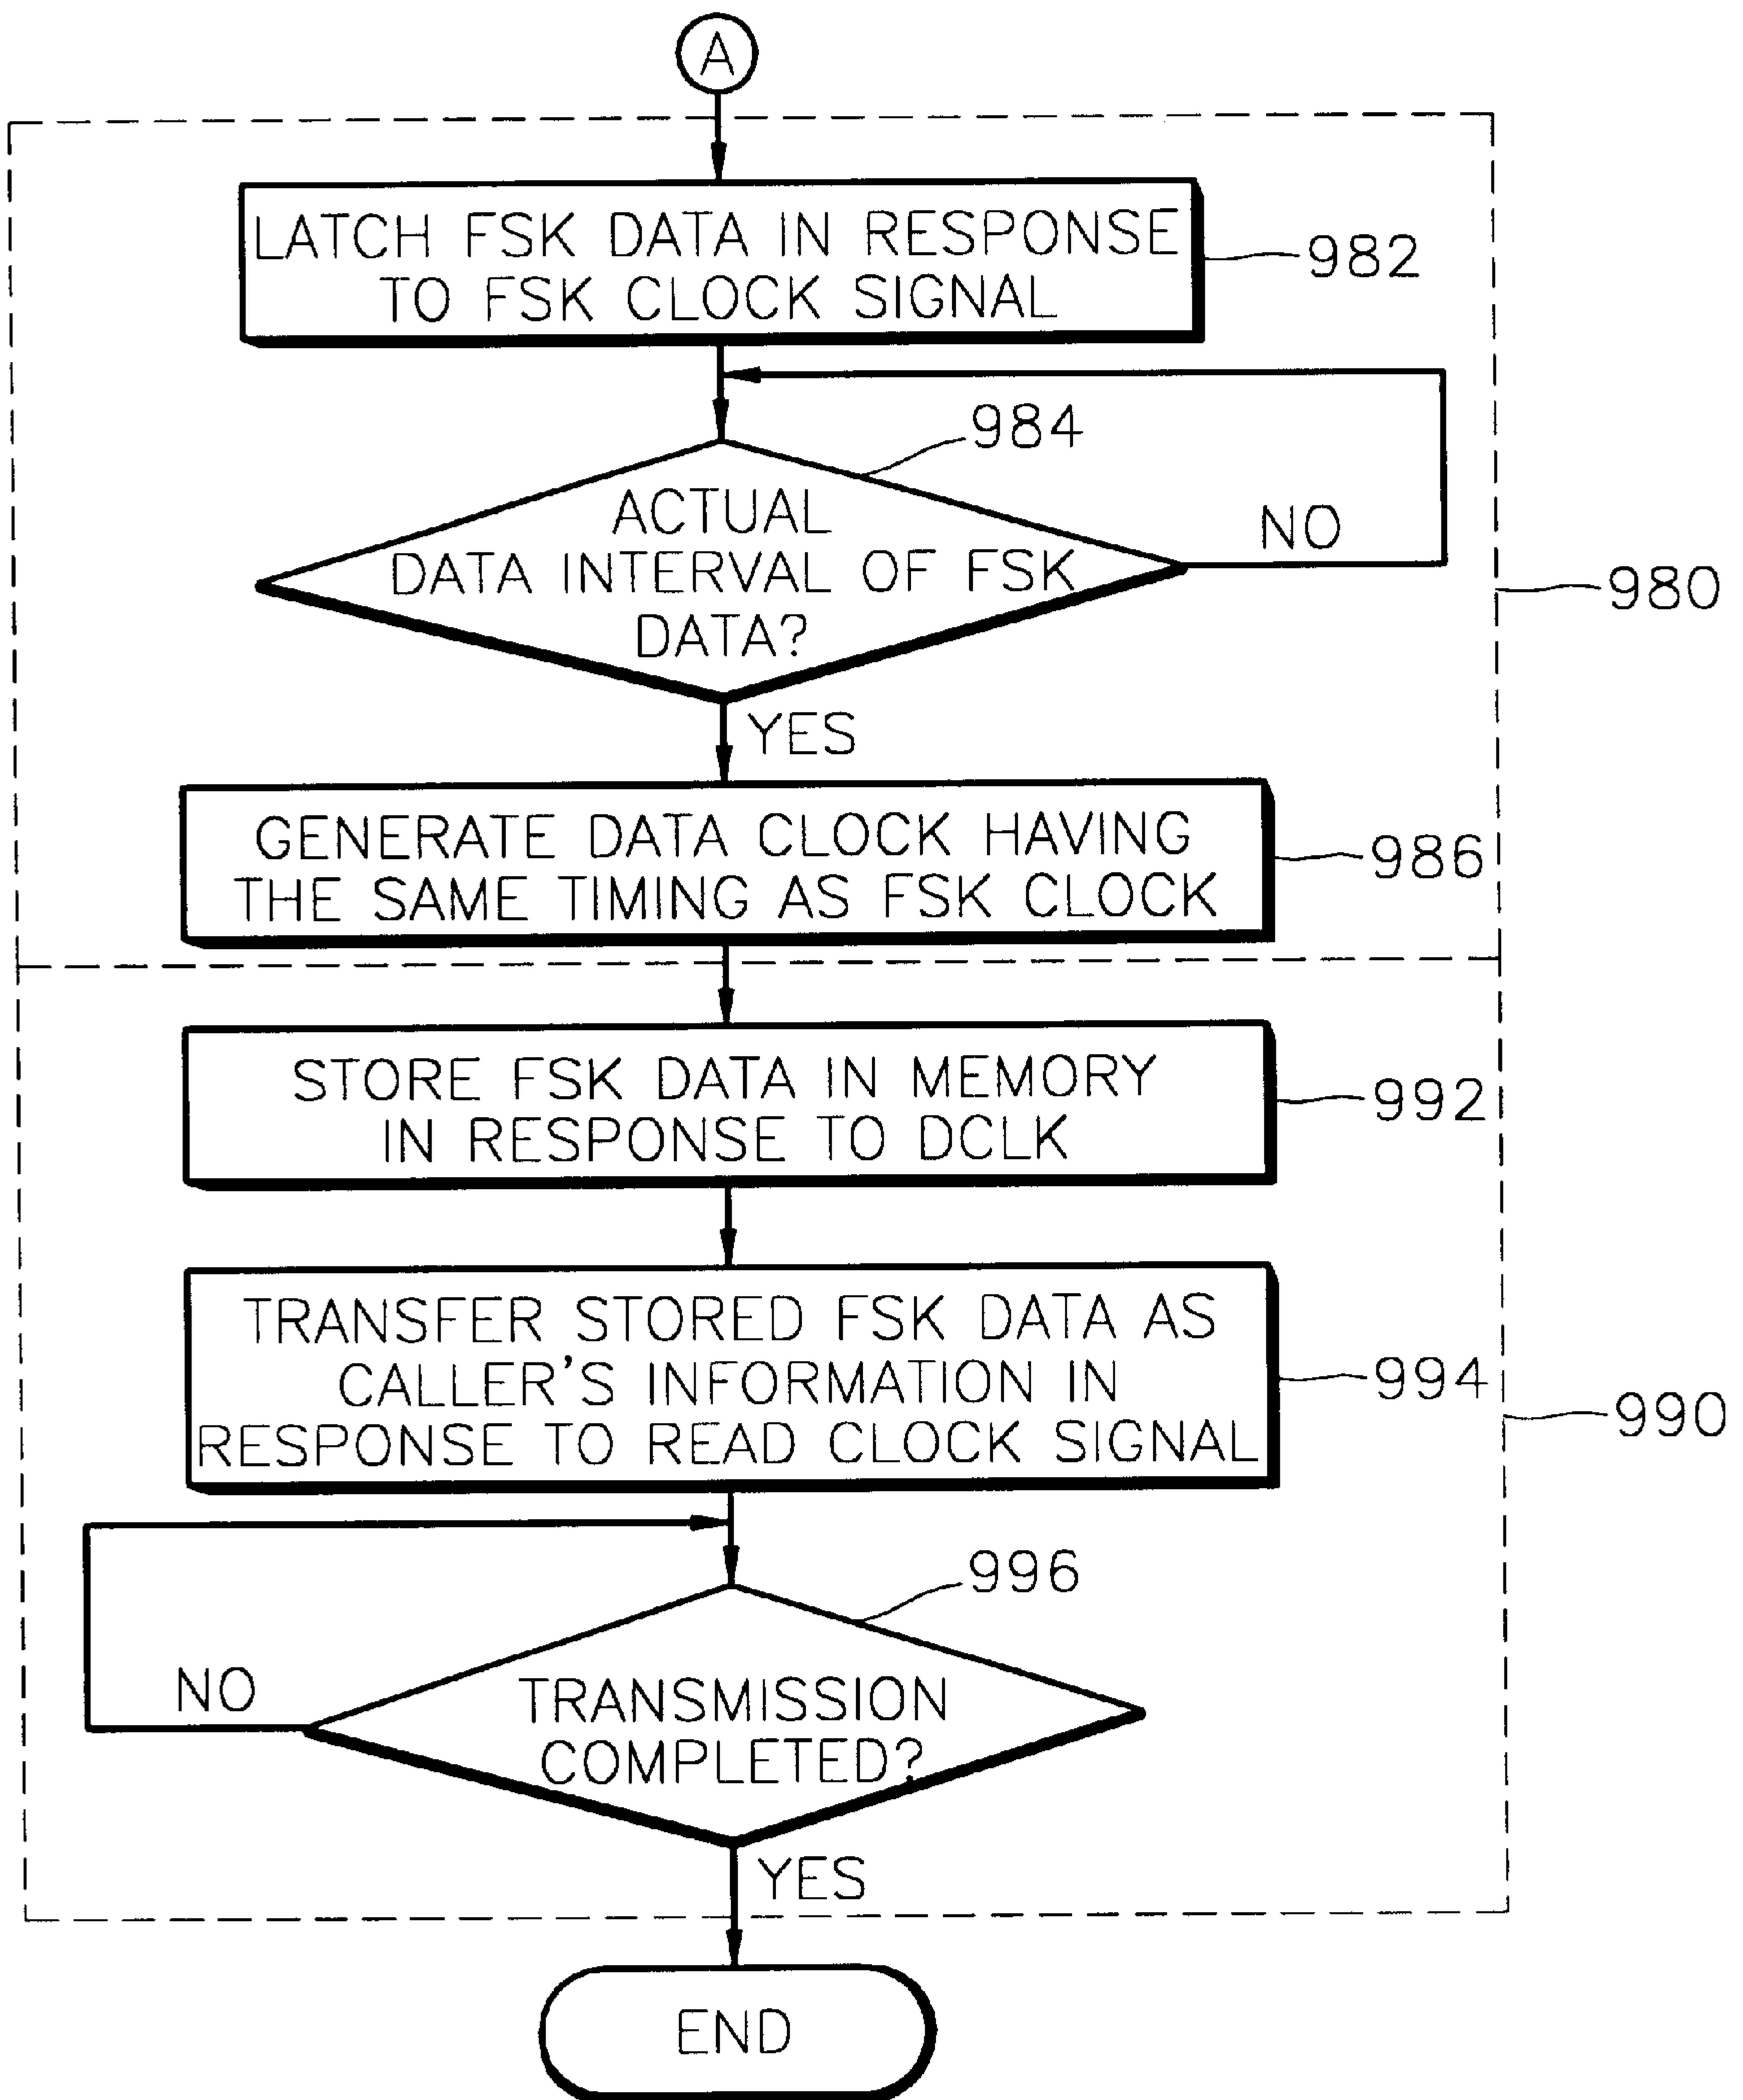 A
LATCH FSK DATA IN RESPONSE
TO FSK CLOCK SIGNAL
982
984
ACTUAL
DATA INTERVAL OF FSK
DATA?
NO
980
YES
GENERATE DATA CLOCK HAVING
THE SAME TIMING AS FSK CLOCK
986
STORE FSK DATA IN MEMORY
IN RESPONSE TO DCLK
992
TRANSFER STORED FSK DATA AS
CALLER'S INFORMATION IN
RESPONSE TO READ CLOCK SIGNAL
994
990
996
NO
TRANSMISSION
COMPLETED?
YES
END